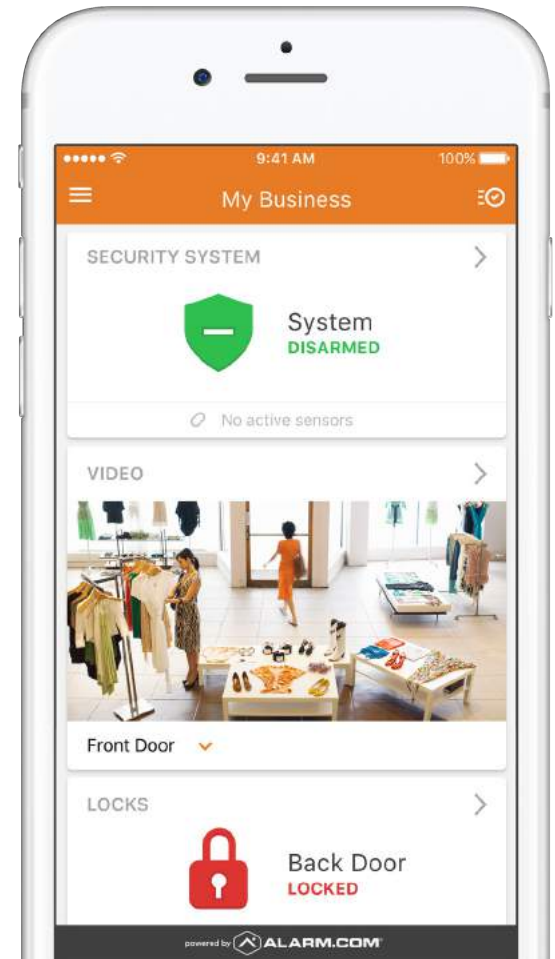 9:41 AM
100%
My Business
SECURITY SYSTEM
System
DISARMED
No active sensors
VIDEO
Front Door
LOCKS
Back Door
LOCKED
powered by ALARM.COM